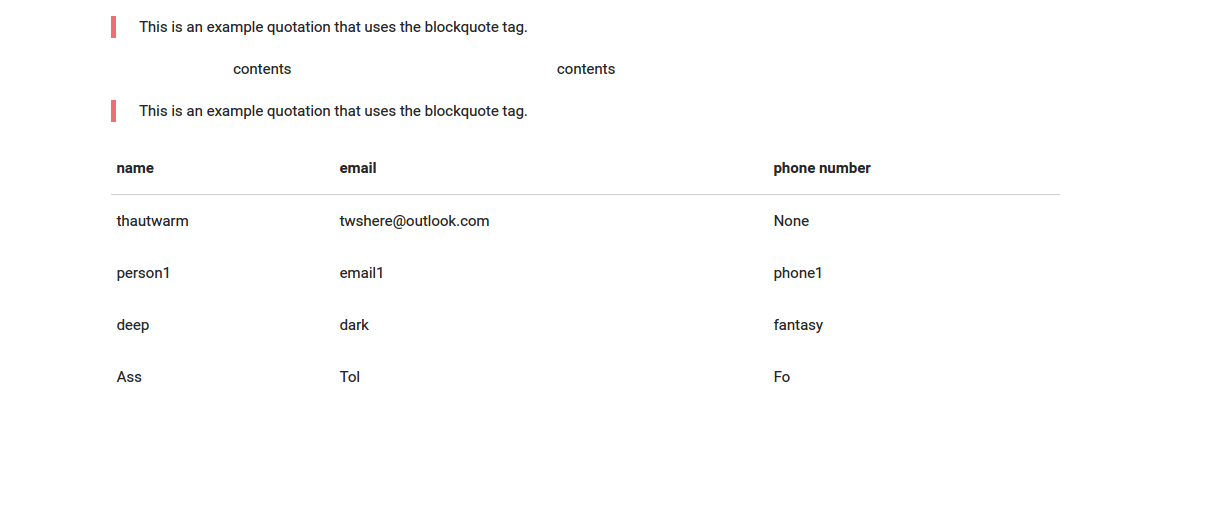 This is an example quotation that uses the blockquote tag.
contents contents
This is an example quotation that uses the blockquote tag.
name email phone number
thautwarm twshere@outlook.com None
person1 email1 phone1
deep dark fantasy
Ass Tol Fo